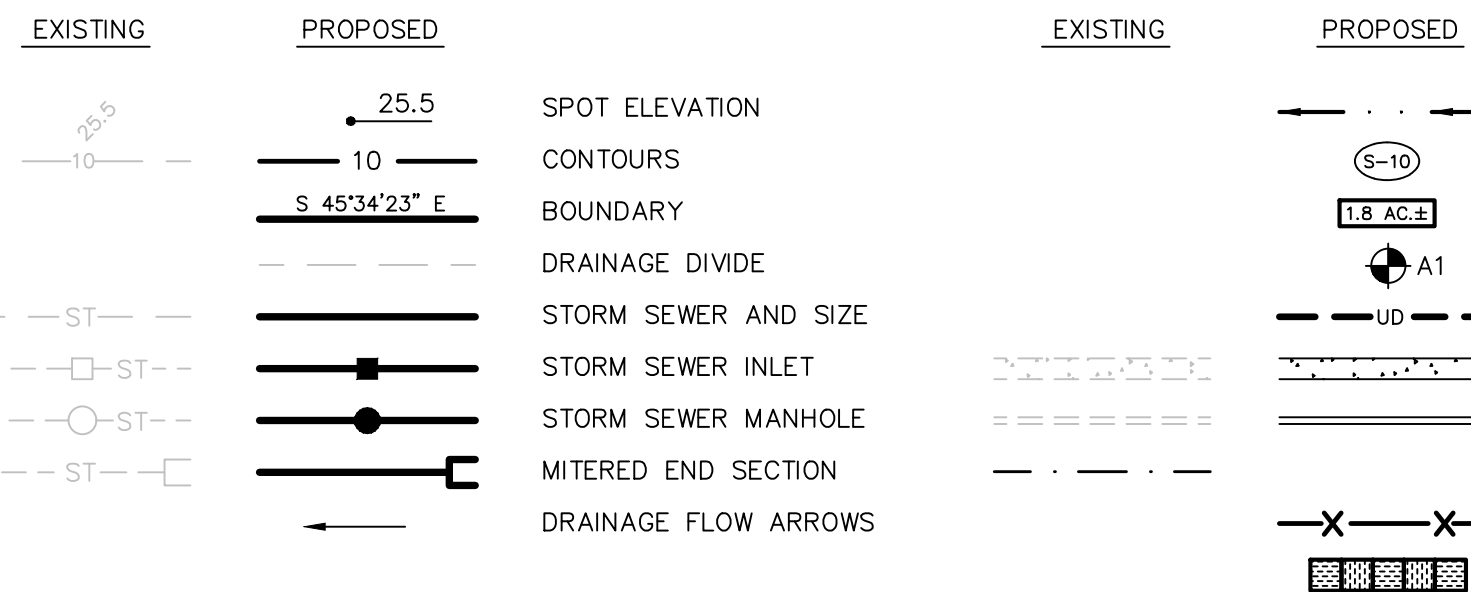 EXISTING PROPOSED EXISTING PROPOSED
25.5 25.5 SPOT ELEVATION
10 10 CONTOURS S-10
S 45°34'23" E BOUNDARY 1.8 AC.±
DRAINAGE DIVIDE A1
ST STORM SEWER AND SIZE UD
ST STORM SEWER INLET
ST STORM SEWER MANHOLE
ST MITERED END SECTION
DRAINAGE FLOW ARROWS